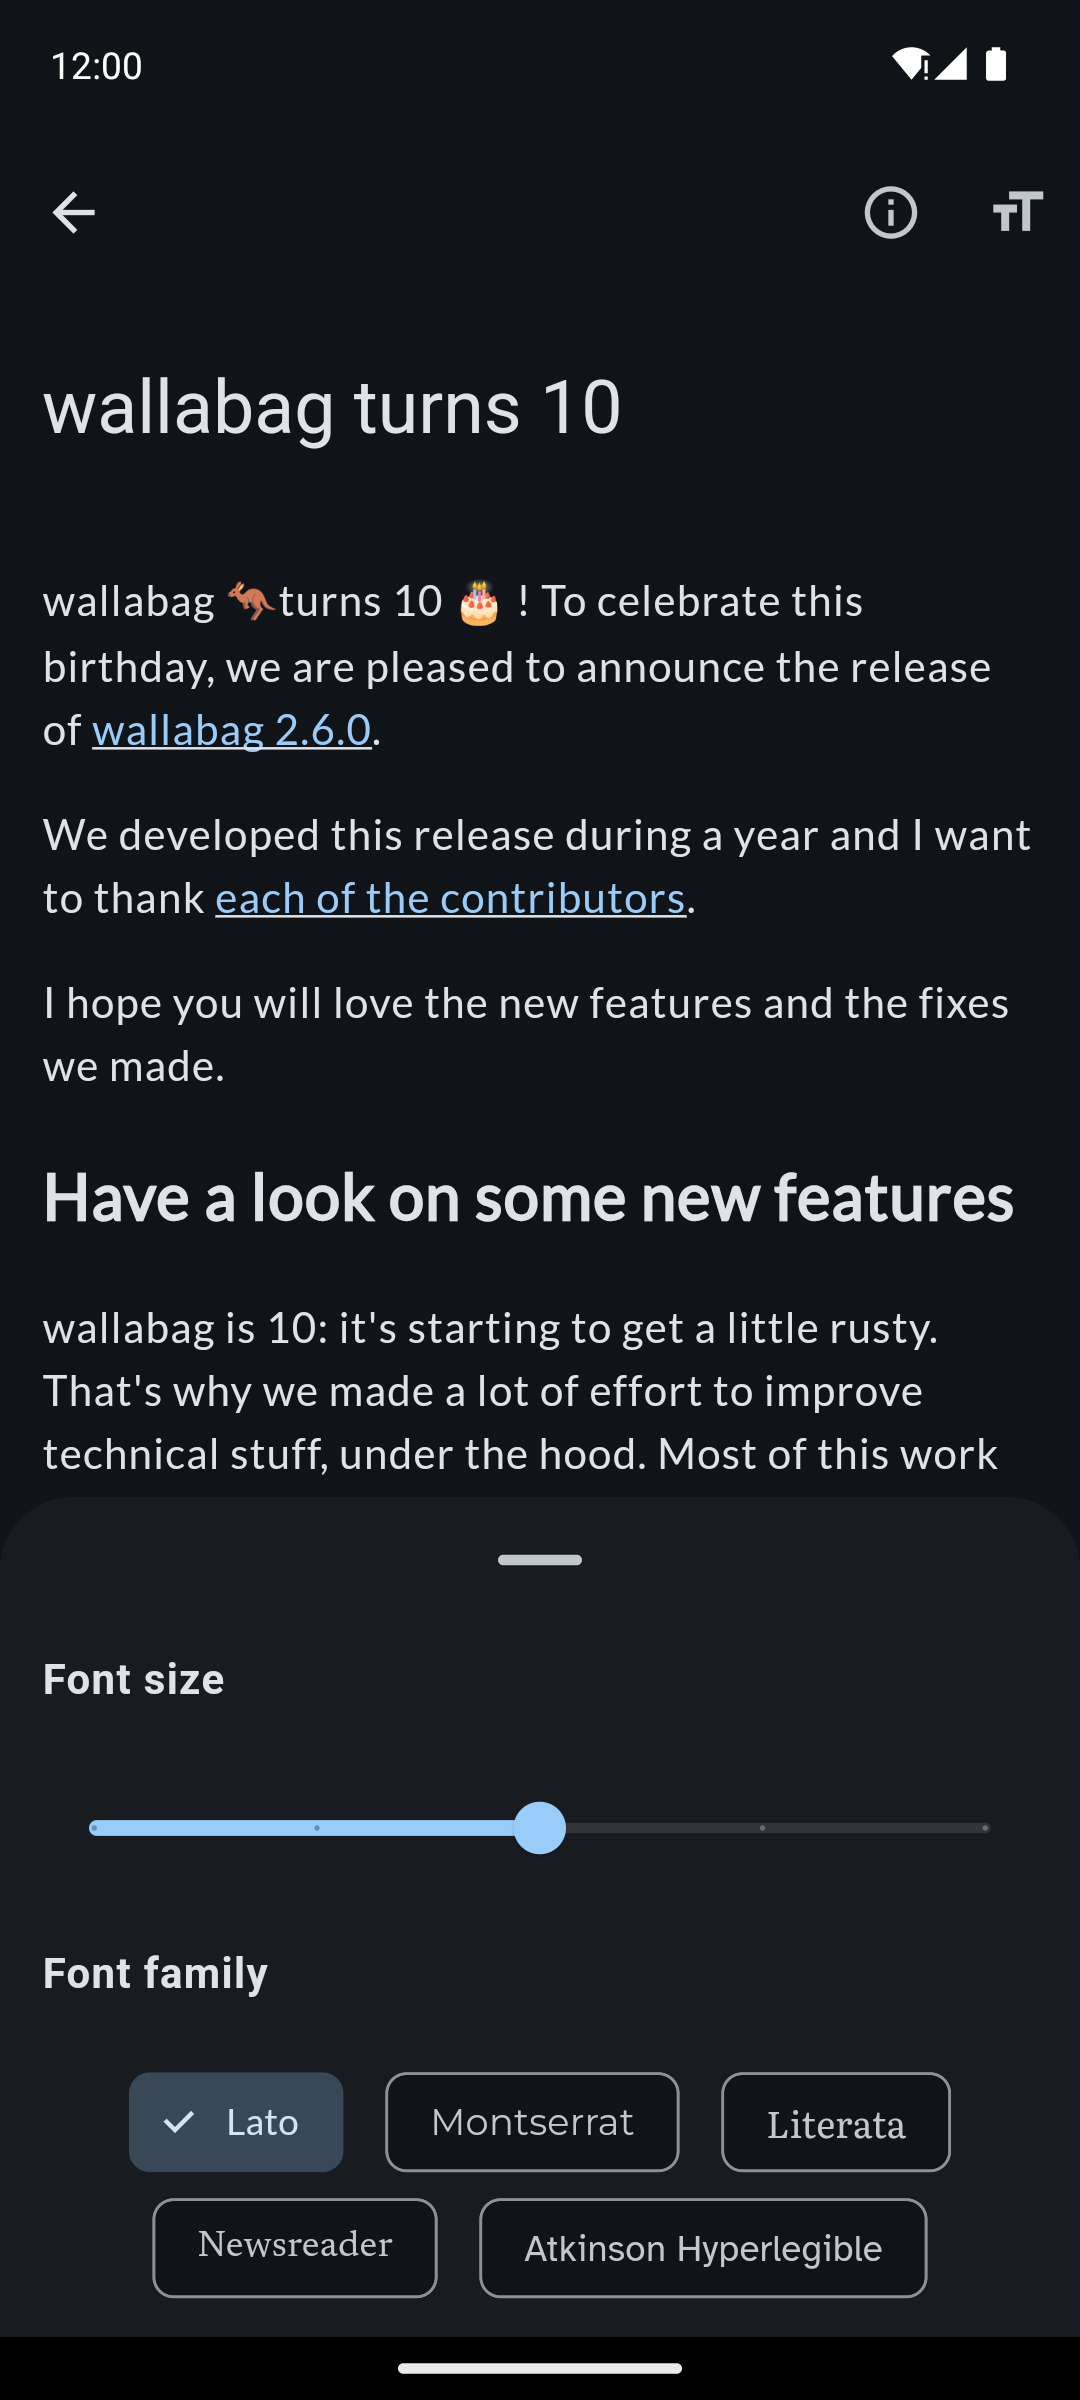 12:00
wallabag turns 10
wallabag 🦘turns 10 🎂 ! To celebrate this
birthday, we are pleased to announce the release
of wallabag 2.6.0.
We developed this release during a year and I want
to thank each of the contributors.
I hope you will love the new features and the fixes
we made.
Have a look on some new features
wallabag is 10: it's starting to get a little rusty.
That's why we made a lot of effort to improve
technical stuff, under the hood. Most of this work
Font size
Font family
Lato
Montserrat
Literata
Newsreader
Atkinson Hyperlegible